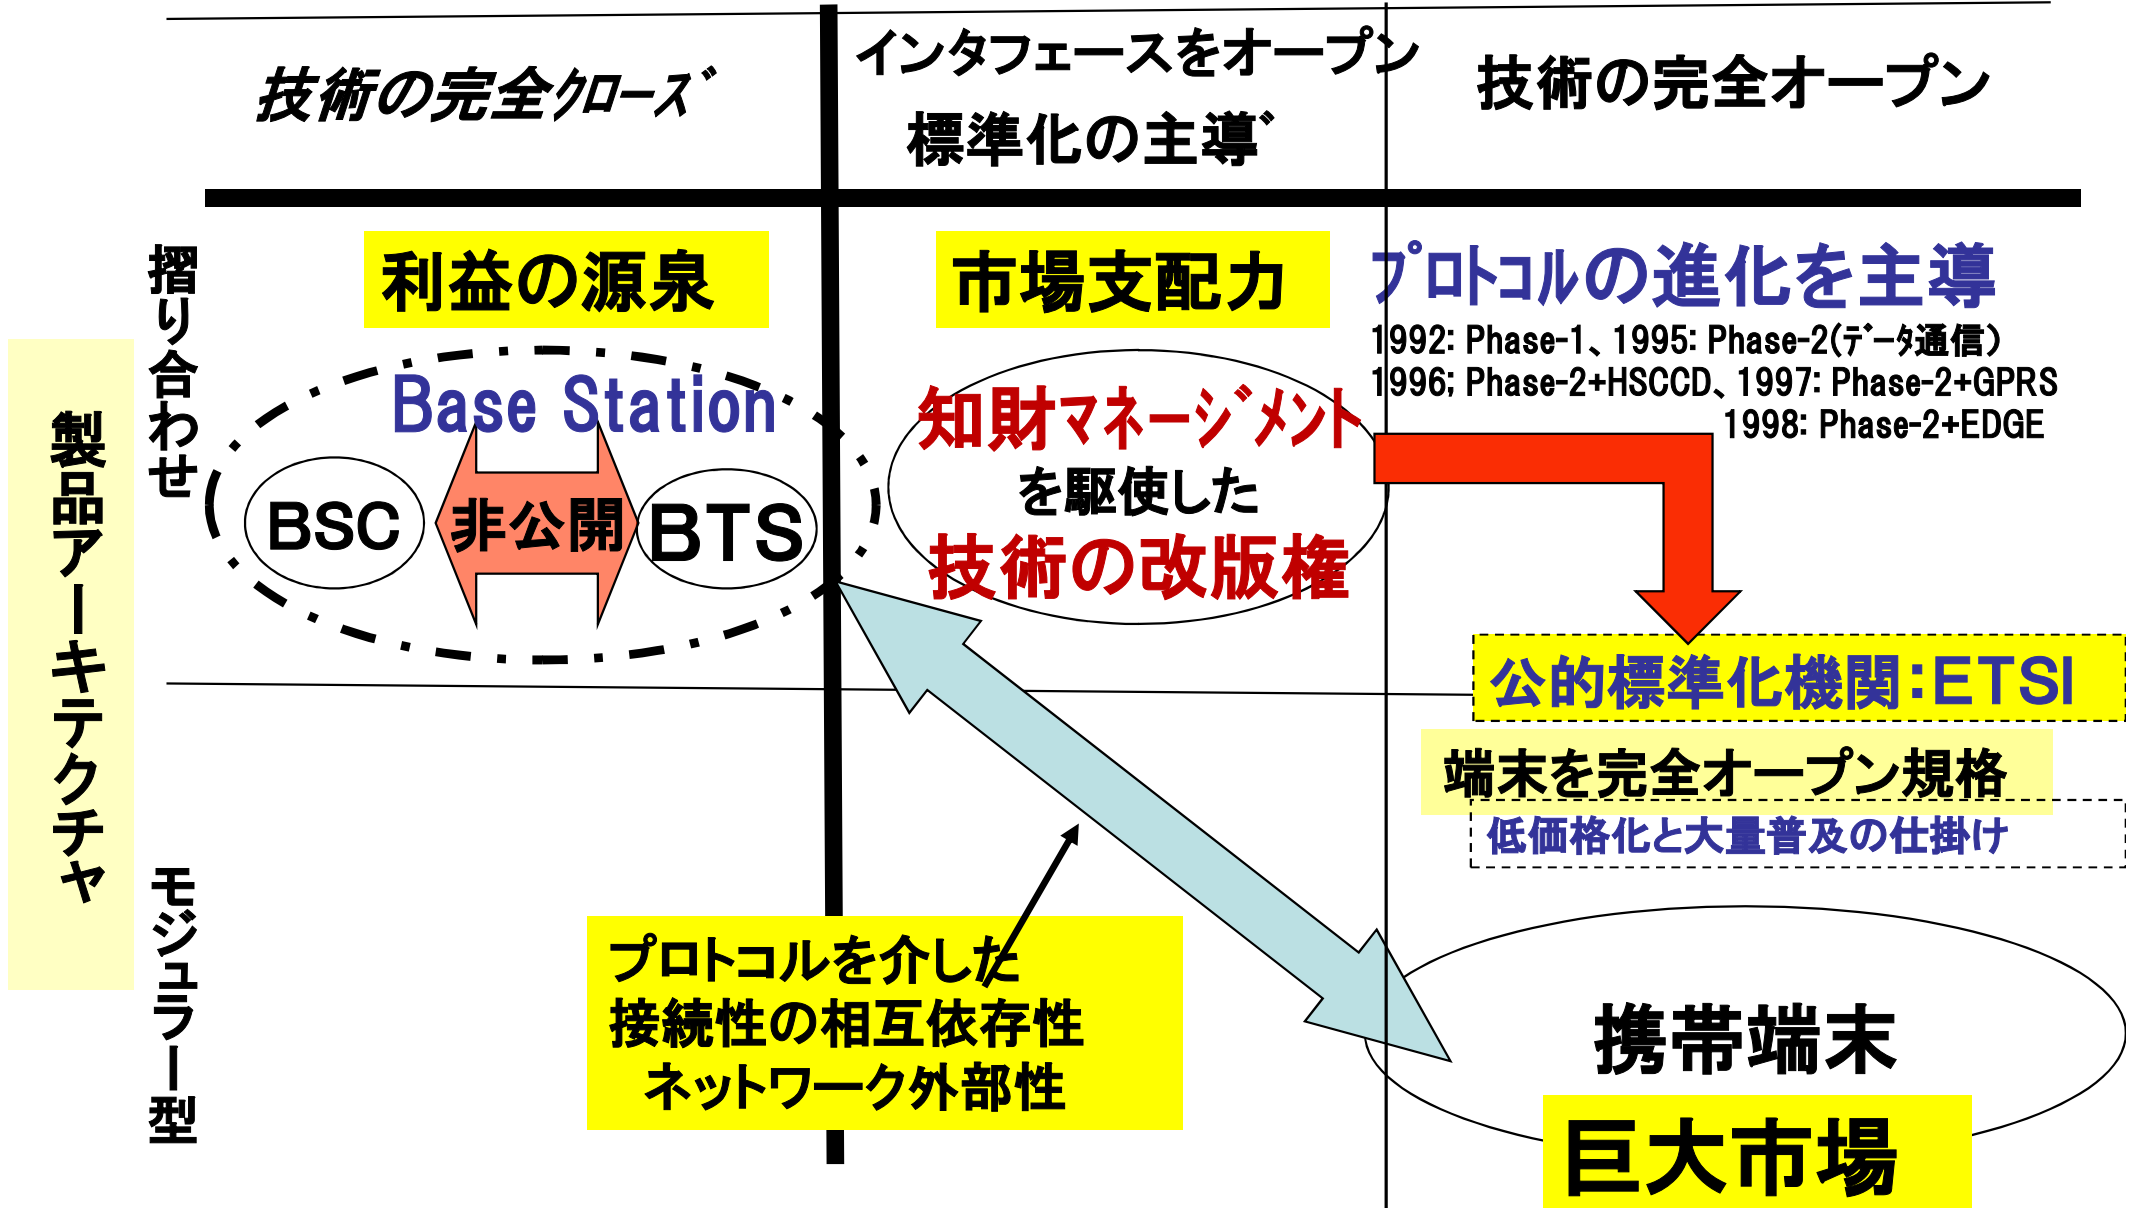 技術の完全ｸﾛｰｽﾞ
インタフェースをオープン
標準化の主導ﾞ
技術の完全オープン
製品アーキテクチャ
摺り合わせ
モジュラー型
利益の源泉
Base Station
BSC
非公開
BTS
市場支配力
知財マネージﾞメント
を駆使した
技術の改版権
ﾌﾟﾛﾄｺﾙの進化を主導
1992: Phase-1、1995: Phase-2(ﾃﾞｰﾀ通信)
1996; Phase-2+HSCCD、1997: Phase-2+GPRS
1998: Phase-2+EDGE
公的標準化機関：ETSI
端末を完全オープン規格
低価格化と大量普及の仕掛け
プロトコルを介した
接続性の相互依存性
ネットワーク外部性
携帯端末
巨大市場